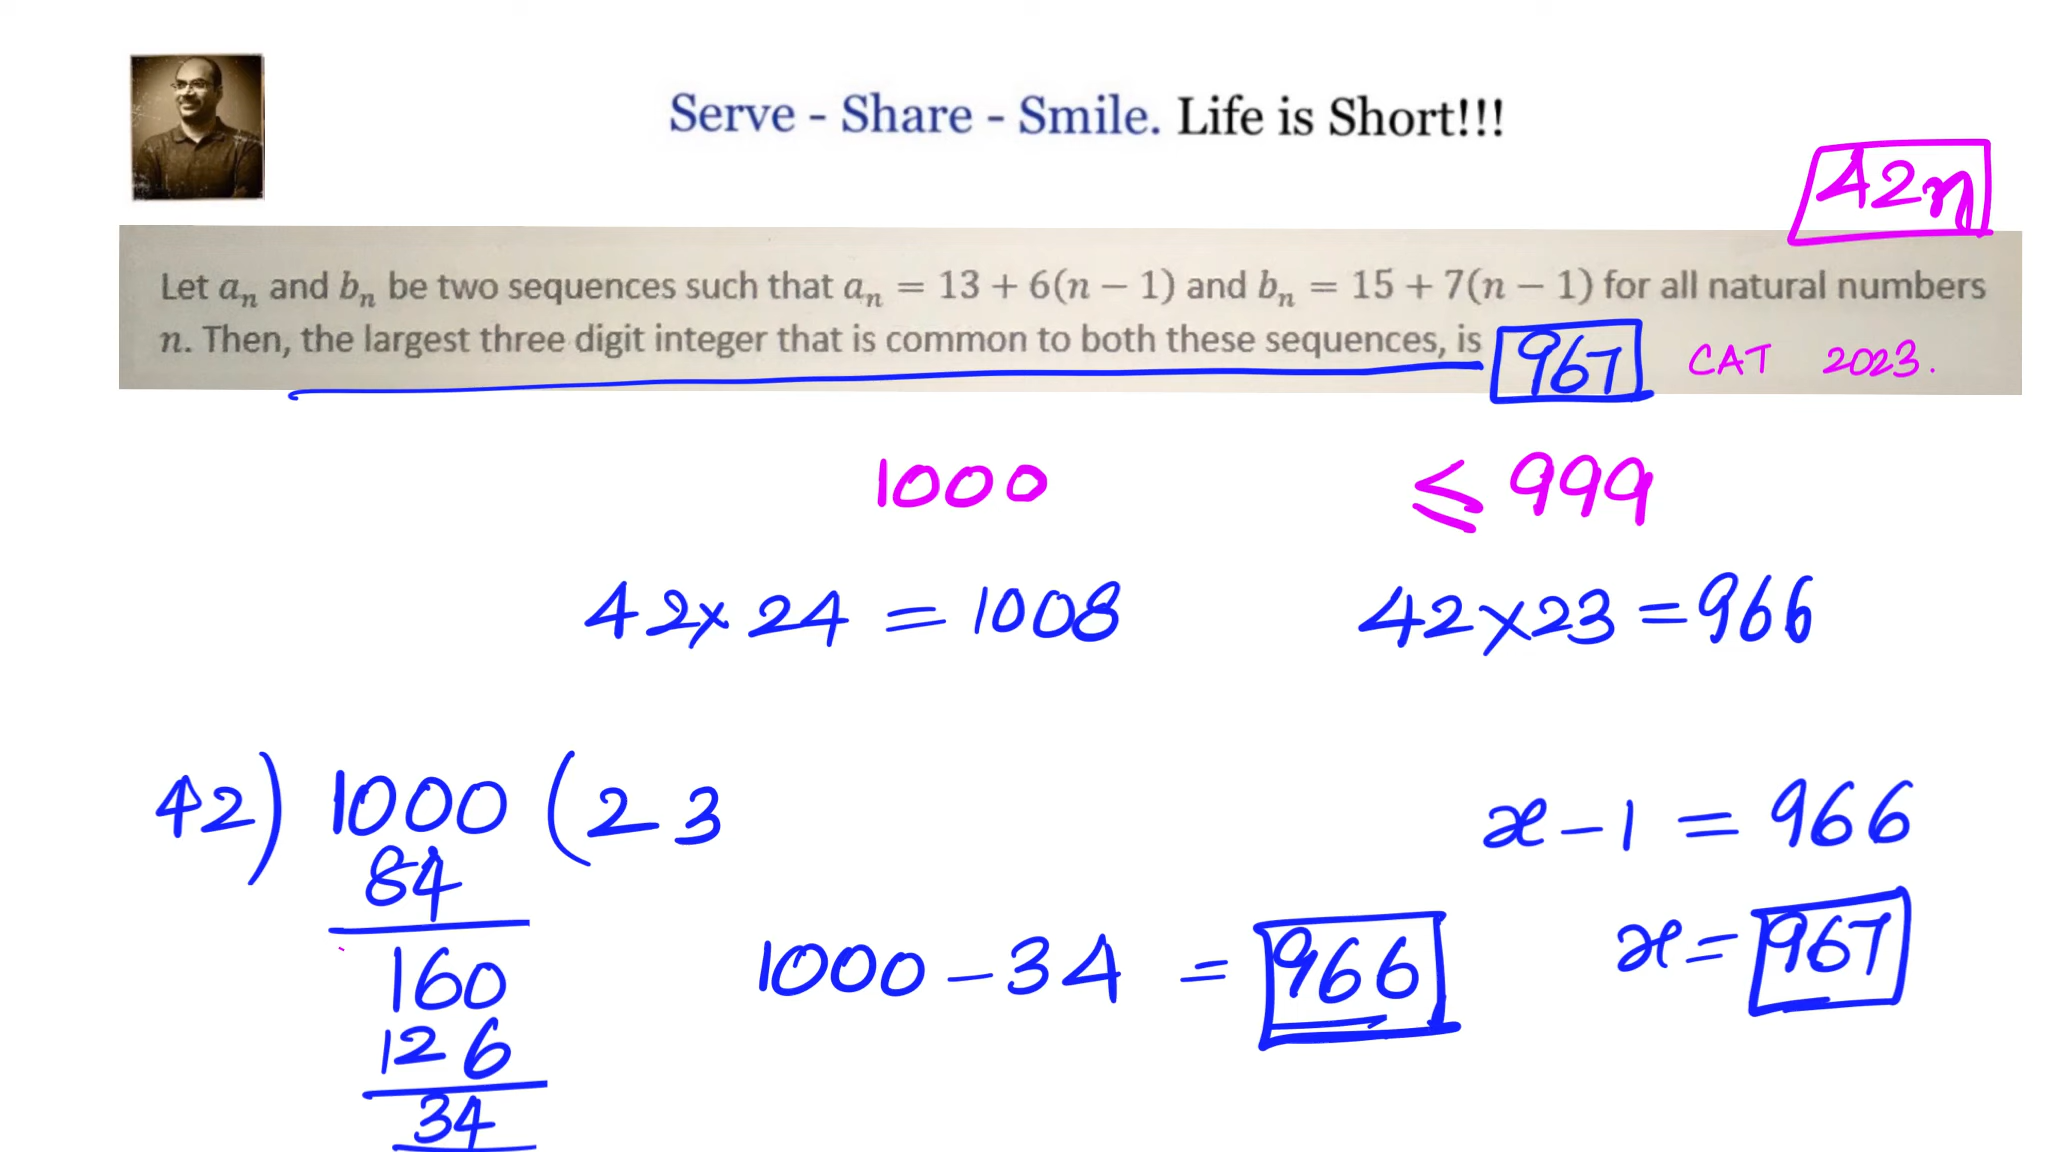 Serve - Share - Smile. Life is Short!!!
42n
Let aₙ and bₙ be two sequences such that aₙ = 13 + 6(n − 1) and bₙ = 15 + 7(n − 1) for all natural numbers
n. Then, the largest three digit integer that is common to both these sequences, is 967 CAT 2023.
1000 ≤ 999
42x 24 = 1008 42x23 = 966
42) 1000 (23
84
x - 1 = 966
160
1000 - 34 = 966
x = 967
126
34